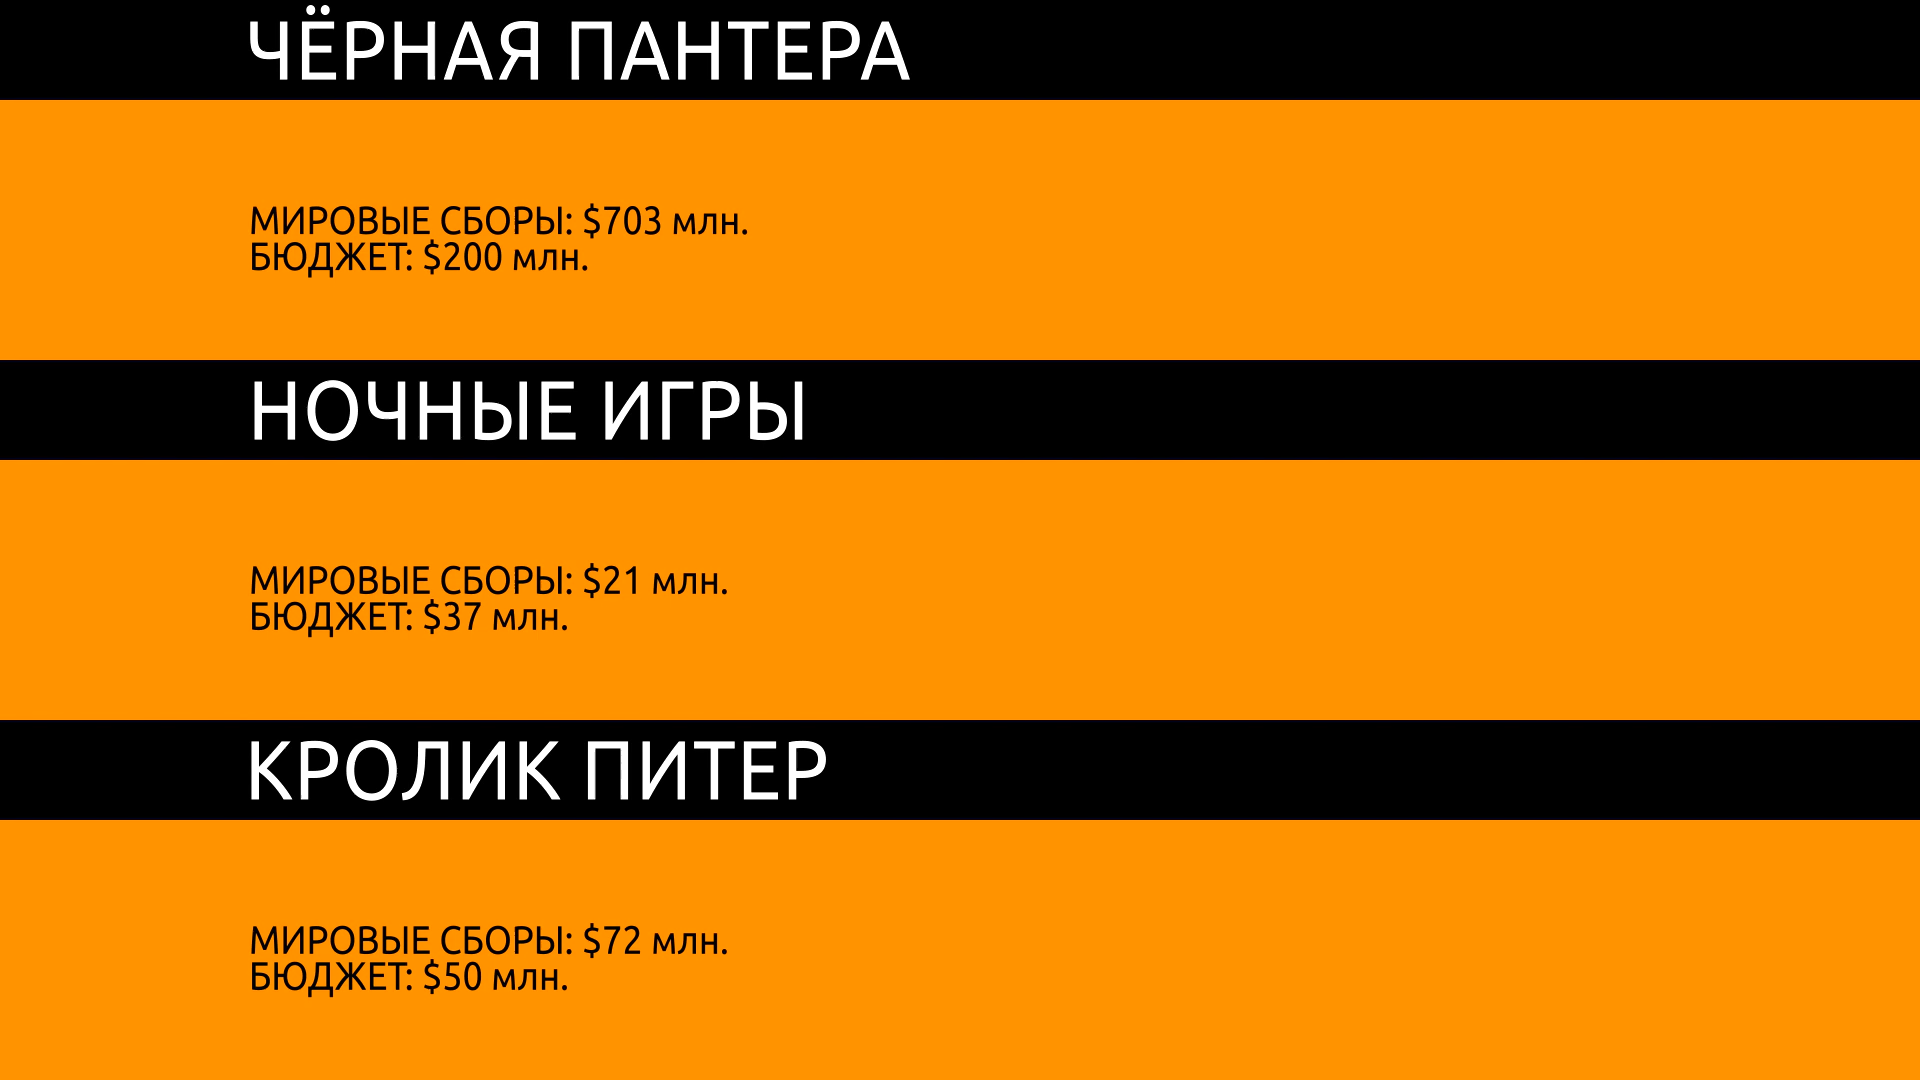 ЧЁРНАЯ ПАНТЕРА
МИРОВЫЕ СБОРЫ: $703 млн.
БЮДЖЕТ: $200 млн.
НОЧНЫЕ ИГРЫ
МИРОВЫЕ СБОРЫ: $21 млн.
БЮДЖЕТ: $37 млн.
КРОЛИК ПИТЕР
МИРОВЫЕ СБОРЫ: $72 млн.
БЮДЖЕТ: $50 млн.